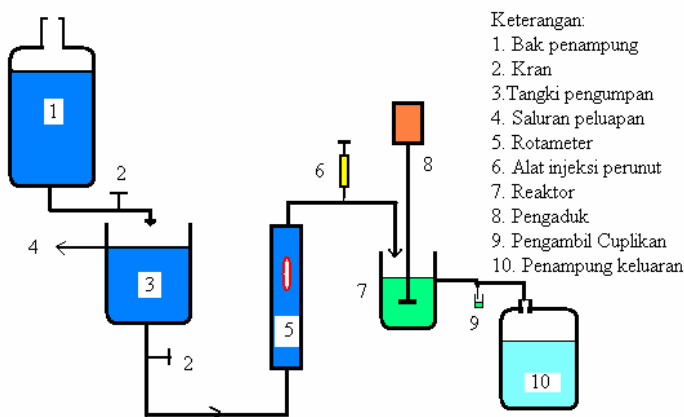 Keterangan:
1. Bak penampung
2. Kran
3.Tangki pengumpan
4. Saluran peluapan
5. Rotameter
6. Alat injeksi perunut
7. Reaktor
8. Pengaduk
9. Pengambil Cuplikan
10. Penampung keluaran
1
2
4
3
2
5
6
8
7
9
10